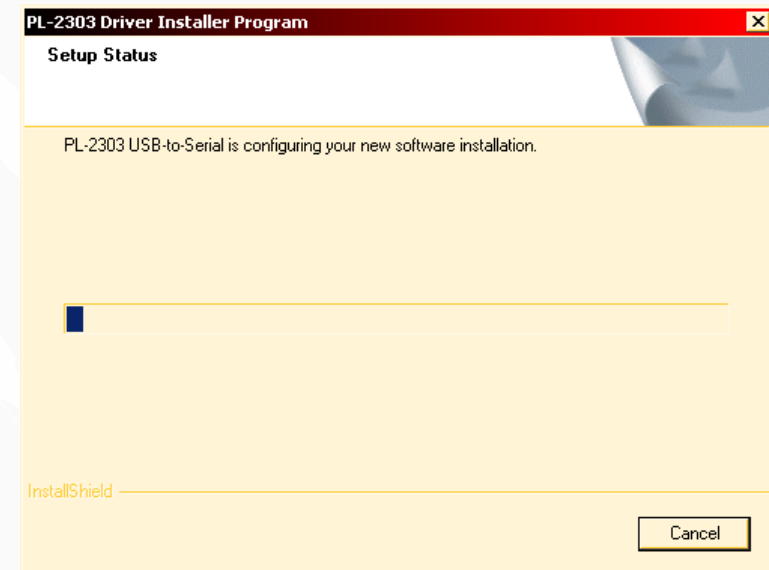 PL-2303 Driver Installer Program
Setup Status
PL-2303 USB-to-Serial is configuring your new software installation.
InstallShield
Cancel